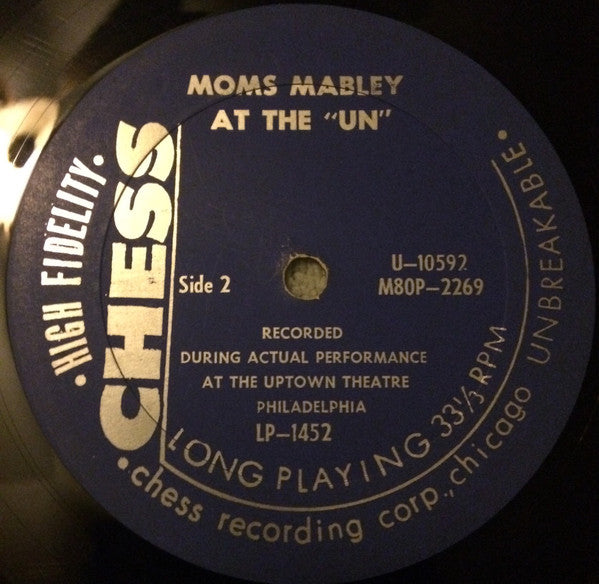 MOMS MABLEY
AT THE "UN"
•HIGH FIDELITY•
CHESS
Side 2
U–10592
M80P–2269
RECORDED
DURING ACTUAL PERFORMANCE
AT THE UPTOWN THEATRE
PHILADELPHIA
LP–1452
LONG PLAYING 33⅓ RPM
•chess recording corp., chicago UNBREAKABLE•